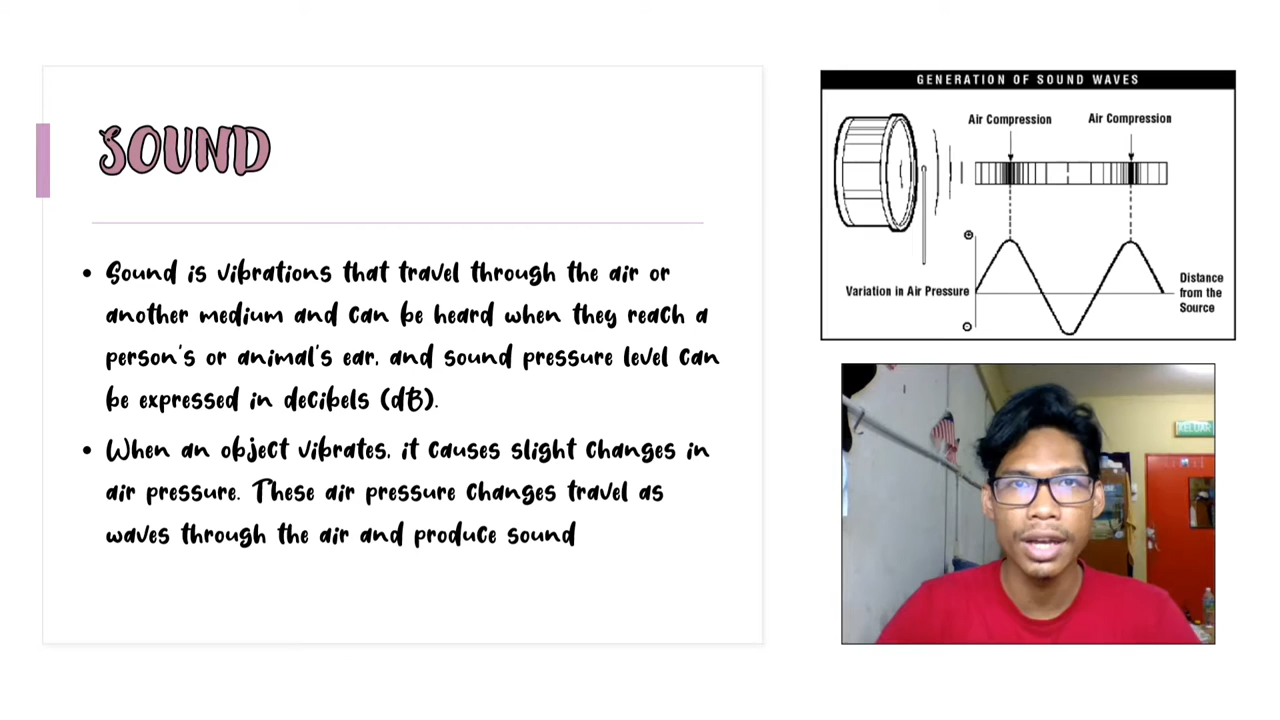 SOUND
• Sound is vibrations that travel through the air or
another medium and can be heard when they reach a
person's or animal's ear. and sound pressure level can
be expressed in decibels (dB).
• When an object vibrates, it causes slight changes in
air pressure. These air pressure changes travel as
waves through the air and produce sound
GENERATION OF SOUND WAVES
Air Compression
Air Compression
+
Variation in Air Pressure
Distance
from the
Source
-
KELUAR